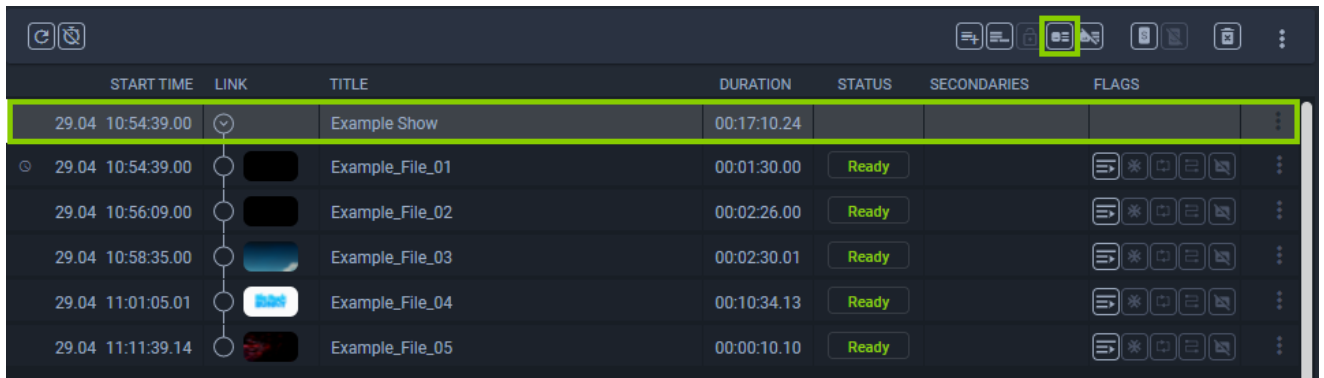 START TIME LINK TITLE DURATION STATUS SECONDARIES FLAGS
29.04 10:54:39.00 Example Show 00:17:10.24
29.04 10:54:39.00 Example_File_01 00:01:30.00 Ready
29.04 10:56:09.00 Example_File_02 00:02:26.00 Ready
29.04 10:58:35.00 Example_File_03 00:02:30.01 Ready
29.04 11:01:05.01 Example_File_04 00:10:34.13 Ready
29.04 11:11:39.14 Example_File_05 00:00:10.10 Ready